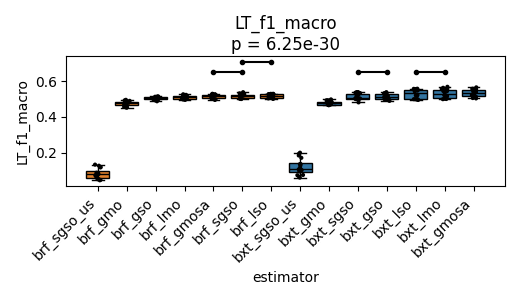 LT_f1_macro
p = 6.25e-30
LT_f1_macro
0.6
0.4
0.2
brf_sgso_us
brf_gmo
brf_gso
brf_lmo
brf_gmosa
brf_sgso
brf_lso
bxt_sgso_us
bxt_gmo
bxt_sgso
bxt_gso
bxt_lso
bxt_lmo
bxt_gmosa
estimator